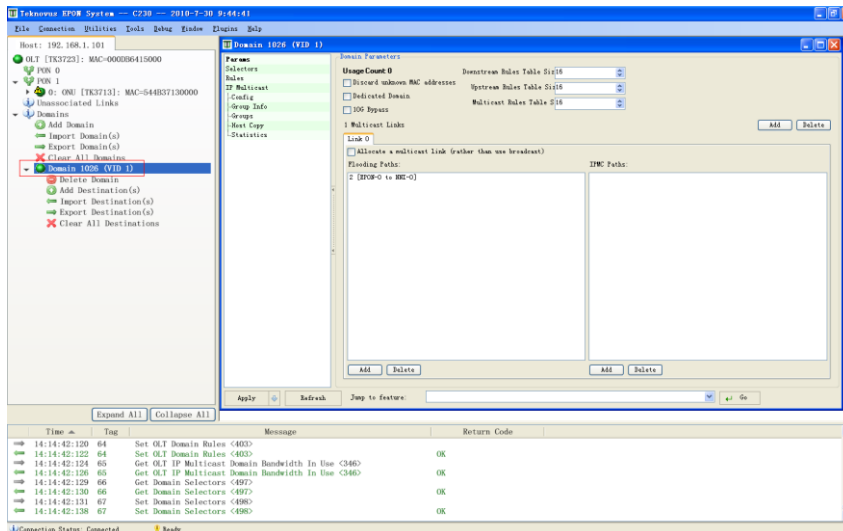 Teknovus EPON System -- C230 -- 2010-7-30 9:44:41
File Connection Utilities Tools Debug Window Plugins Help
Host: 192.168.1.101
OLT [TK3723]: MAC=000DB6415000
PON 0
PON 1
0: ONU [TK3713]: MAC=544B37130000
Unassociated Links
Domains
Add Domain
Import Domain(s)
Export Domain(s)
Clear All Domains
Domain 1026 (VID 1)
Delete Domain
Add Destination(s)
Import Destination(s)
Export Destination(s)
Clear All Destinations
Expand All Collapse All
Domain 1026 (VID 1)
Params
Selectors
Rules
IP Multicast
Config
Group Info
Groups
Host Copy
Statistics
Domain Parameters
Usage Count 0
Discard unknown MAC addresses
Dedicated Domain
10G Bypass
Downstream Rules Table Siz 16
Upstream Rules Table Siz 16
Multicast Rules Table S 16
1 Multicast Links
Add Delete
Link 0
Allocate a multicast link (rather than use broadcast)
Flooding Paths: IPMC Paths:
2 [EPON-0 to NNI-0]
Add Delete Add Delete
Apply Refresh Jump to feature: Go
Time Tag Message Return Code
14:14:42:120 64 Set OLT Domain Rules <403>
14:14:42:122 64 Set OLT Domain Rules <403> OK
14:14:42:124 65 Get OLT IP Multicast Domain Bandwidth In Use <346>
14:14:42:126 65 Get OLT IP Multicast Domain Bandwidth In Use <346> OK
14:14:42:129 66 Get Domain Selectors <497>
14:14:42:130 66 Get Domain Selectors <497> OK
14:14:42:131 67 Set Domain Selectors <498>
14:14:42:138 67 Set Domain Selectors <498> OK
Connection Status: Connected Ready